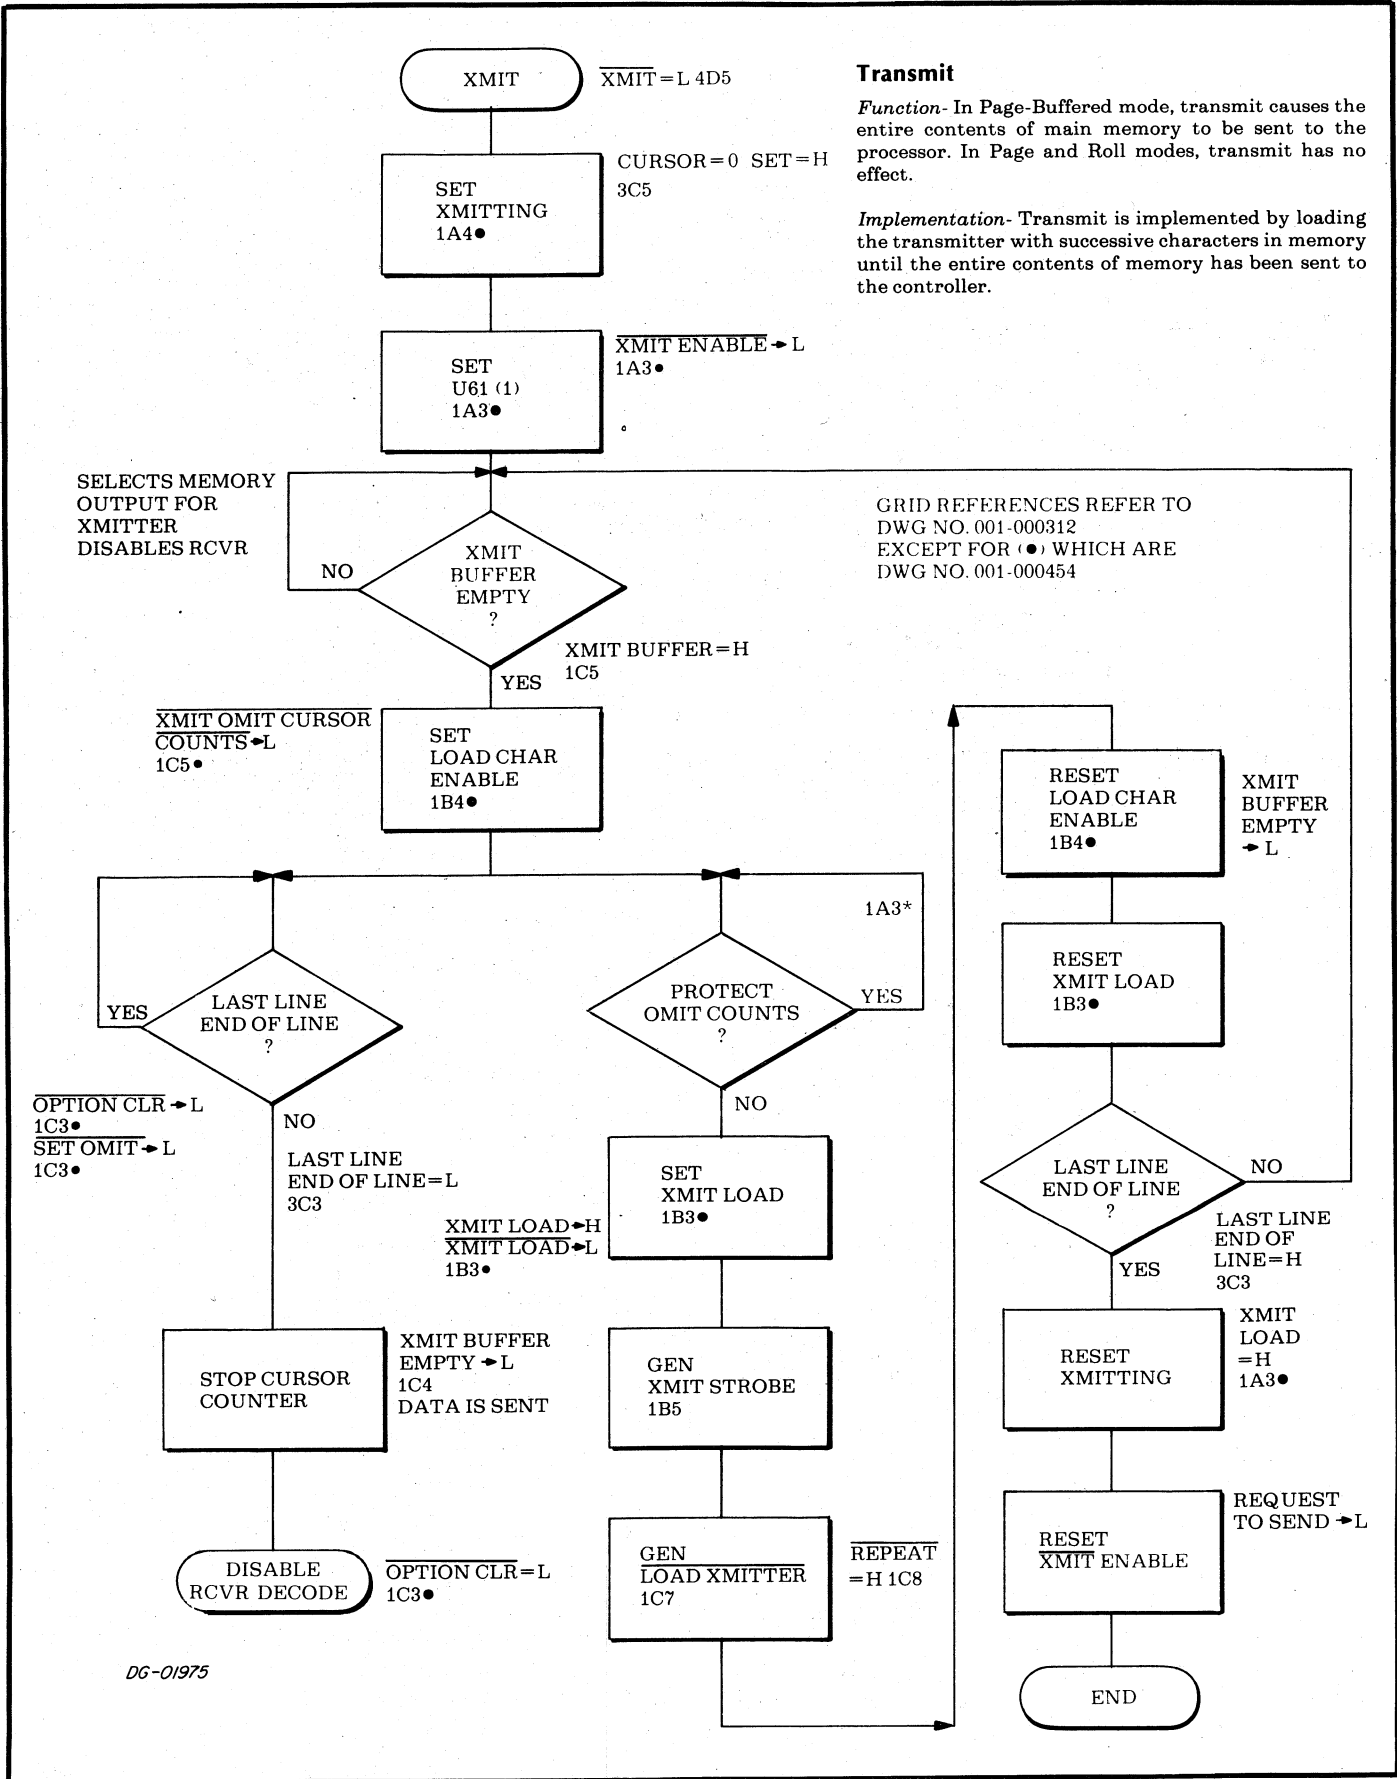 XMIT
XMIT=L 4D5
Transmit
Function- In Page-Buffered mode, transmit causes the
entire contents of main memory to be sent to the
processor. In Page and Roll modes, transmit has no
effect.
Implementation- Transmit is implemented by loading
the transmitter with successive characters in memory
until the entire contents of memory has been sent to
the controller.
CURSOR=0 SET=H
3C5
SET
XMITTING
1A4●
XMIT ENABLE→L
1A3●
SET
U61 (1)
1A3●
SELECTS MEMORY
OUTPUT FOR
XMITTER
DISABLES RCVR
GRID REFERENCES REFER TO
DWG NO. 001-000312
EXCEPT FOR (●) WHICH ARE
DWG NO. 001-000454
NO
XMIT
BUFFER
EMPTY
?
XMIT BUFFER=H
1C5
YES
XMIT OMIT CURSOR
COUNTS→L
1C5●
SET
LOAD CHAR
ENABLE
1B4●
YES
LAST LINE
END OF LINE
?
OPTION CLR→L
1C3●
SET OMIT→L
1C3●
NO
LAST LINE
END OF LINE=L
3C3
STOP CURSOR
COUNTER
XMIT BUFFER
EMPTY→L
1C4
DATA IS SENT
DISABLE
RCVR DECODE
OPTION CLR=L
1C3●
1A3*
PROTECT
OMIT COUNTS
?
YES
NO
SET
XMIT LOAD
1B3●
XMIT LOAD→H
XMIT LOAD→L
1B3●
GEN
XMIT STROBE
1B5
GEN
LOAD XMITTER
1C7
REPEAT
=H 1C8
RESET
LOAD CHAR
ENABLE
1B4●
XMIT
BUFFER
EMPTY
→L
RESET
XMIT LOAD
1B3●
LAST LINE
END OF LINE
?
NO
LAST LINE
END OF
LINE=H
3C3
YES
RESET
XMITTING
XMIT
LOAD
=H
1A3●
RESET
XMIT ENABLE
REQUEST
TO SEND→L
END
DG-01975